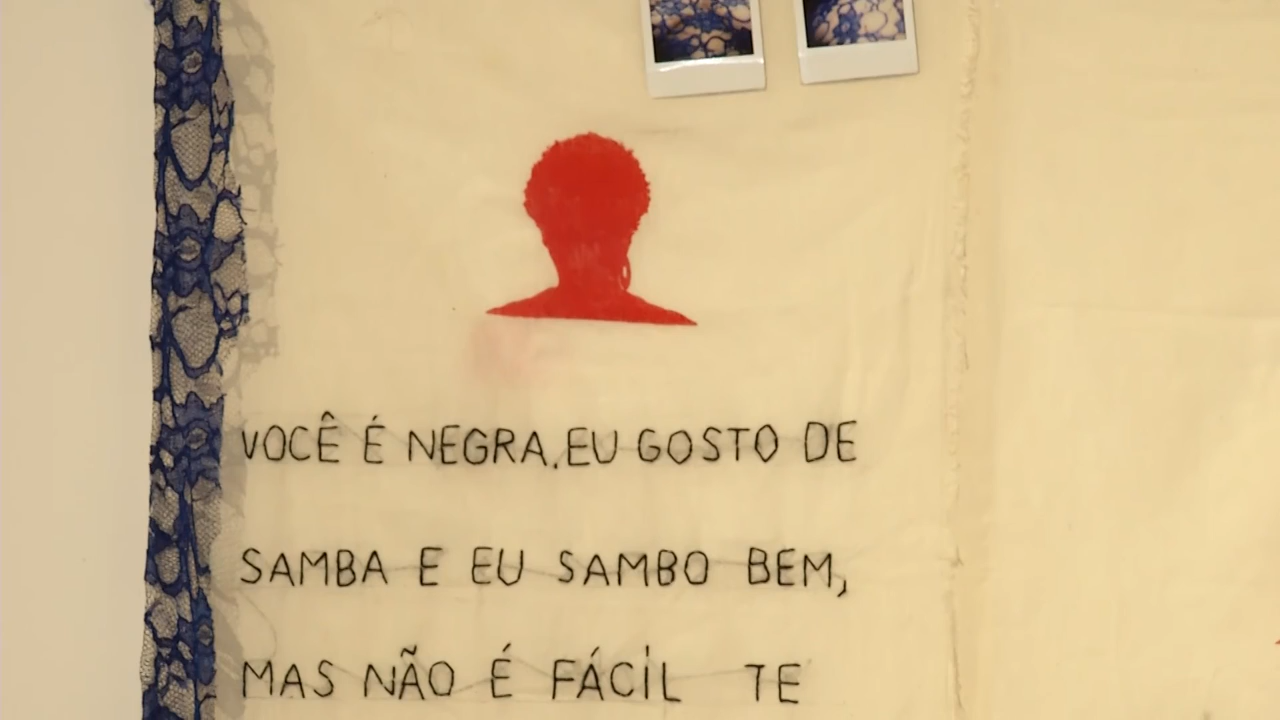 VOCÊ É NEGRA. EU GOSTO DE
SAMBA E EU SAMBO BEM,
MAS NÃO É FÁCIL TE